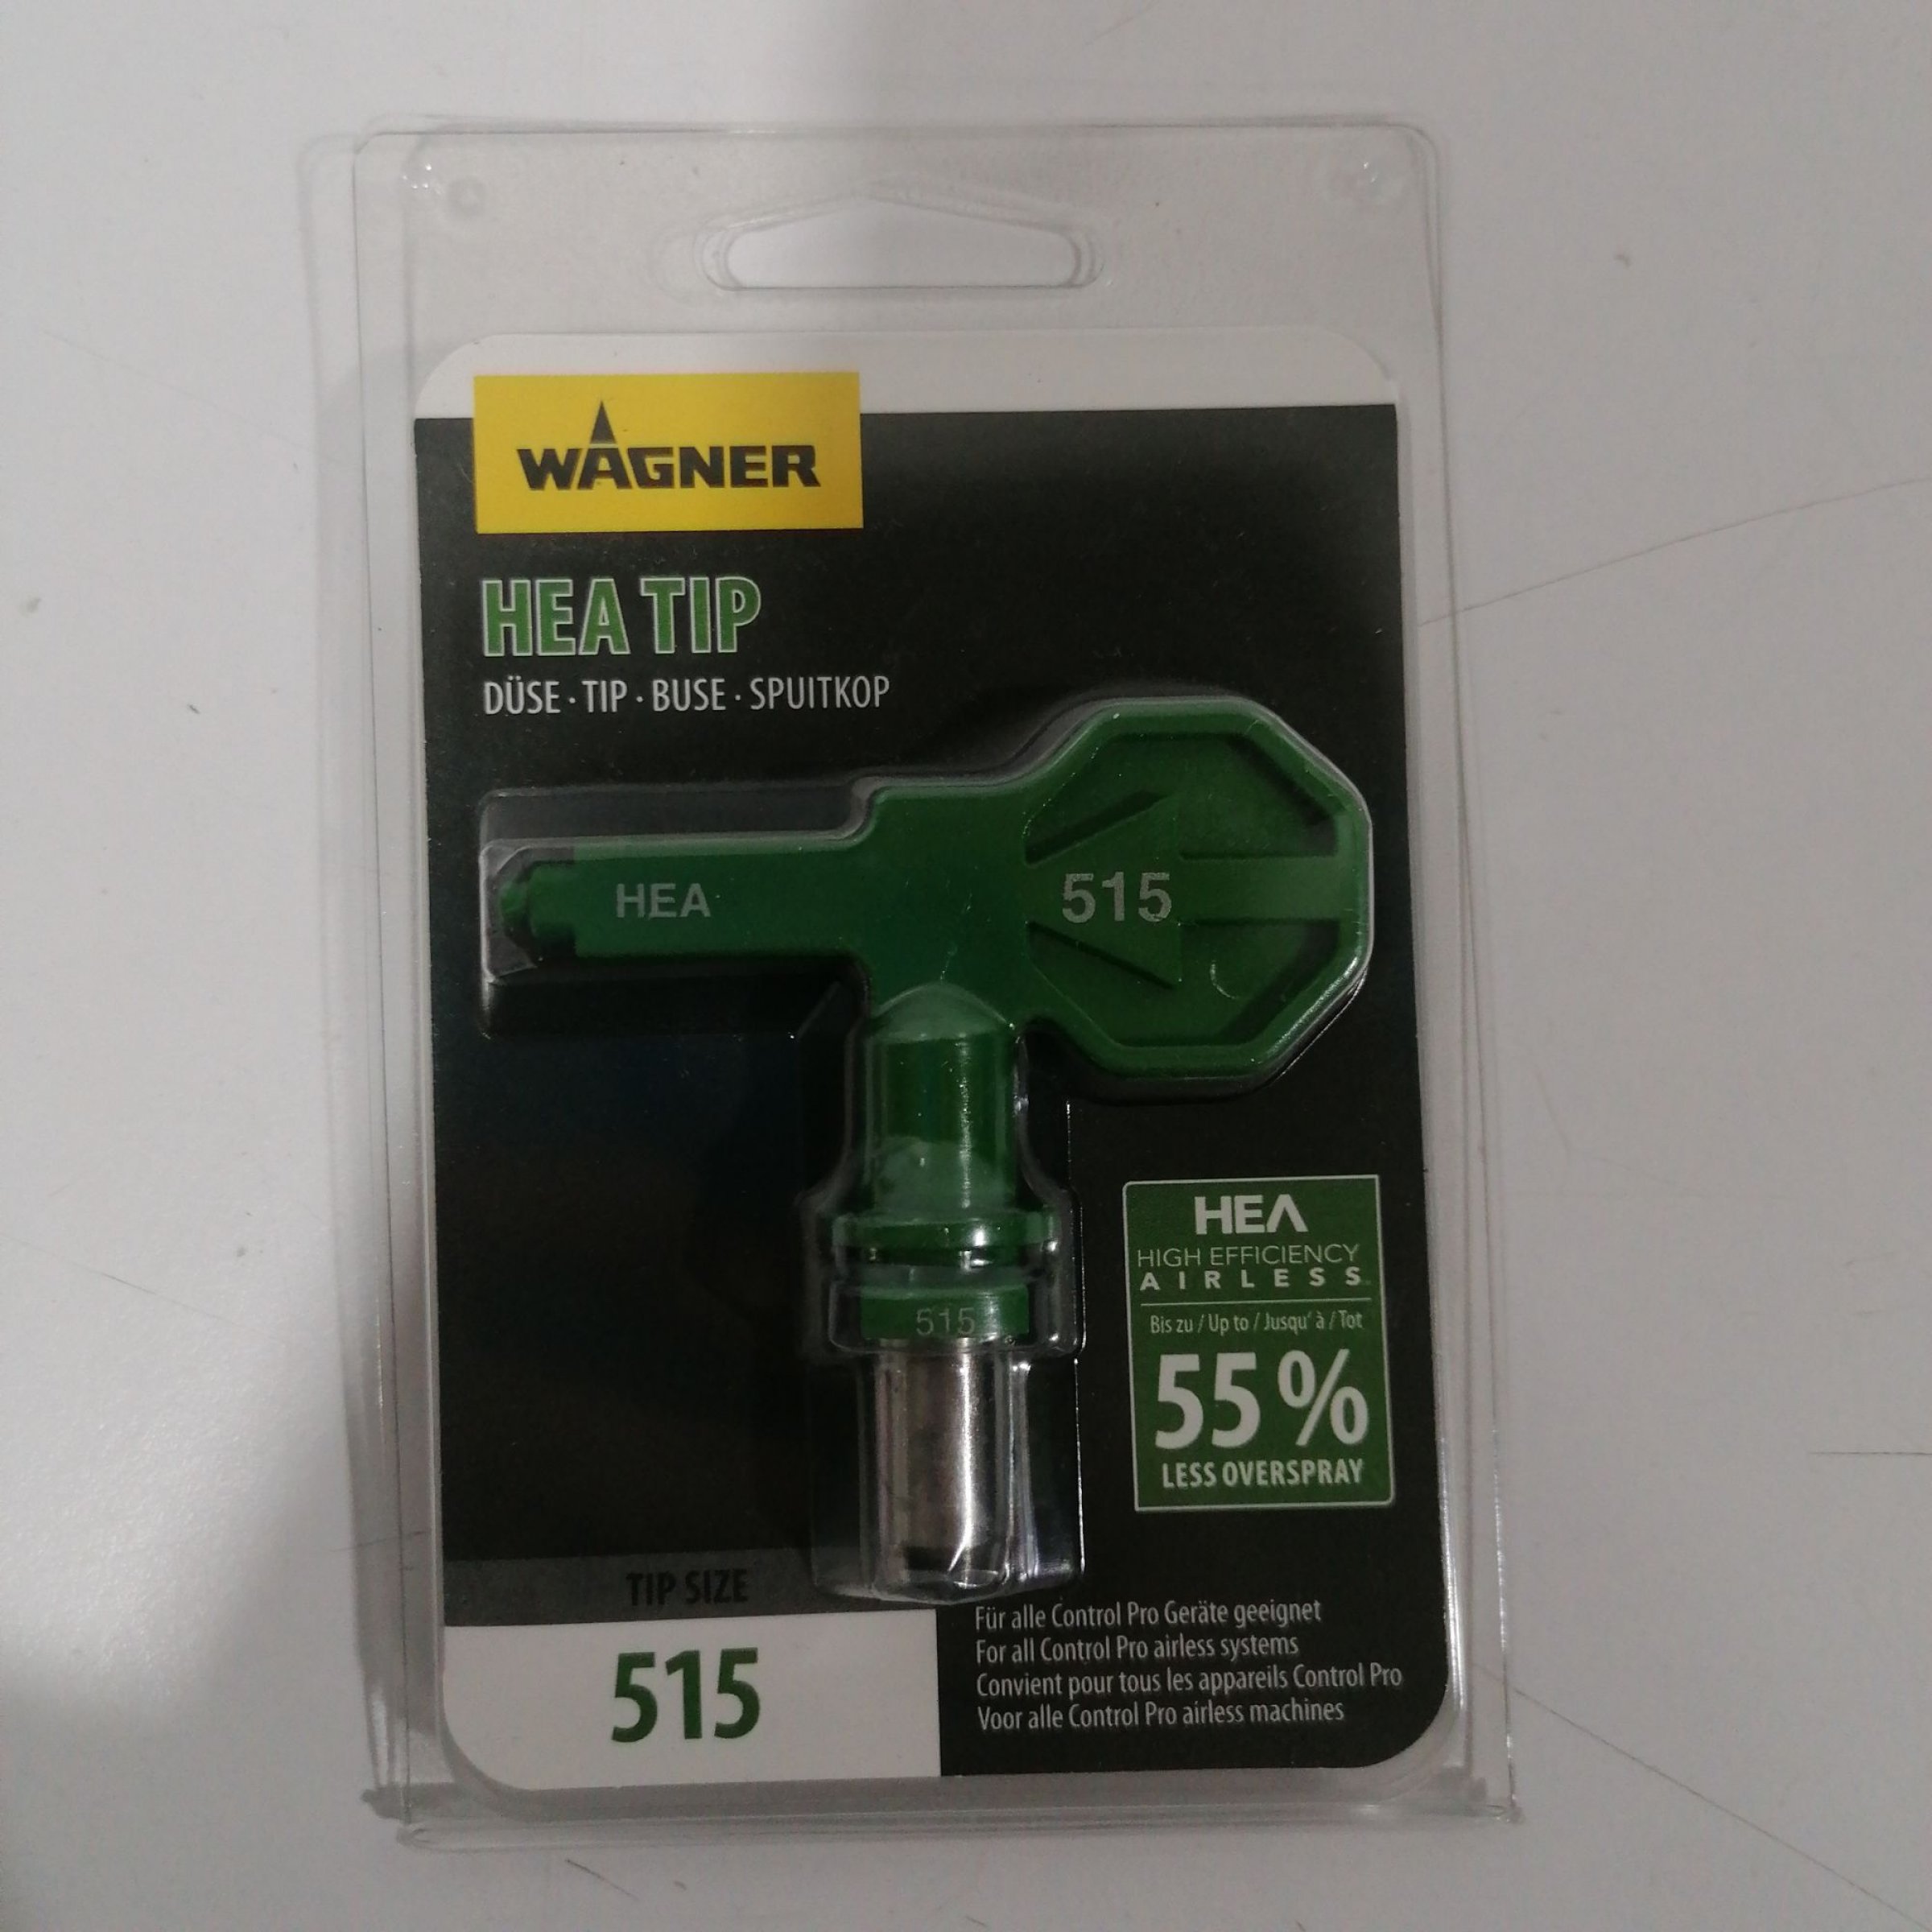 WAGNER
HEA TIP
DÜSE · TIP · BUSE · SPUITKOP
HEA
515
515
HEA
HIGH EFFICIENCY
AIRLESS
Bis zu / Up to / Jusqu' à / Tot
55 %
LESS OVERSPRAY
TIP SIZE
515
Für alle Control Pro Geräte geeignet
For all Control Pro airless systems
Convient pour tous les appareils Control Pro
Voor alle Control Pro airless machines